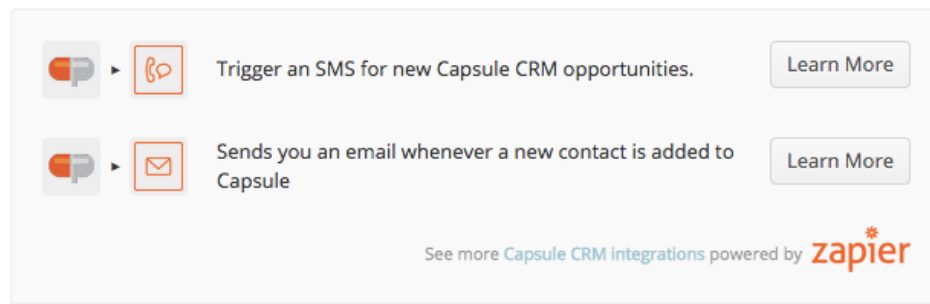 Trigger an SMS for new Capsule CRM opportunities.
Learn More
Sends you an email whenever a new contact is added to
Capsule
Learn More
See more Capsule CRM integrations powered by zapier